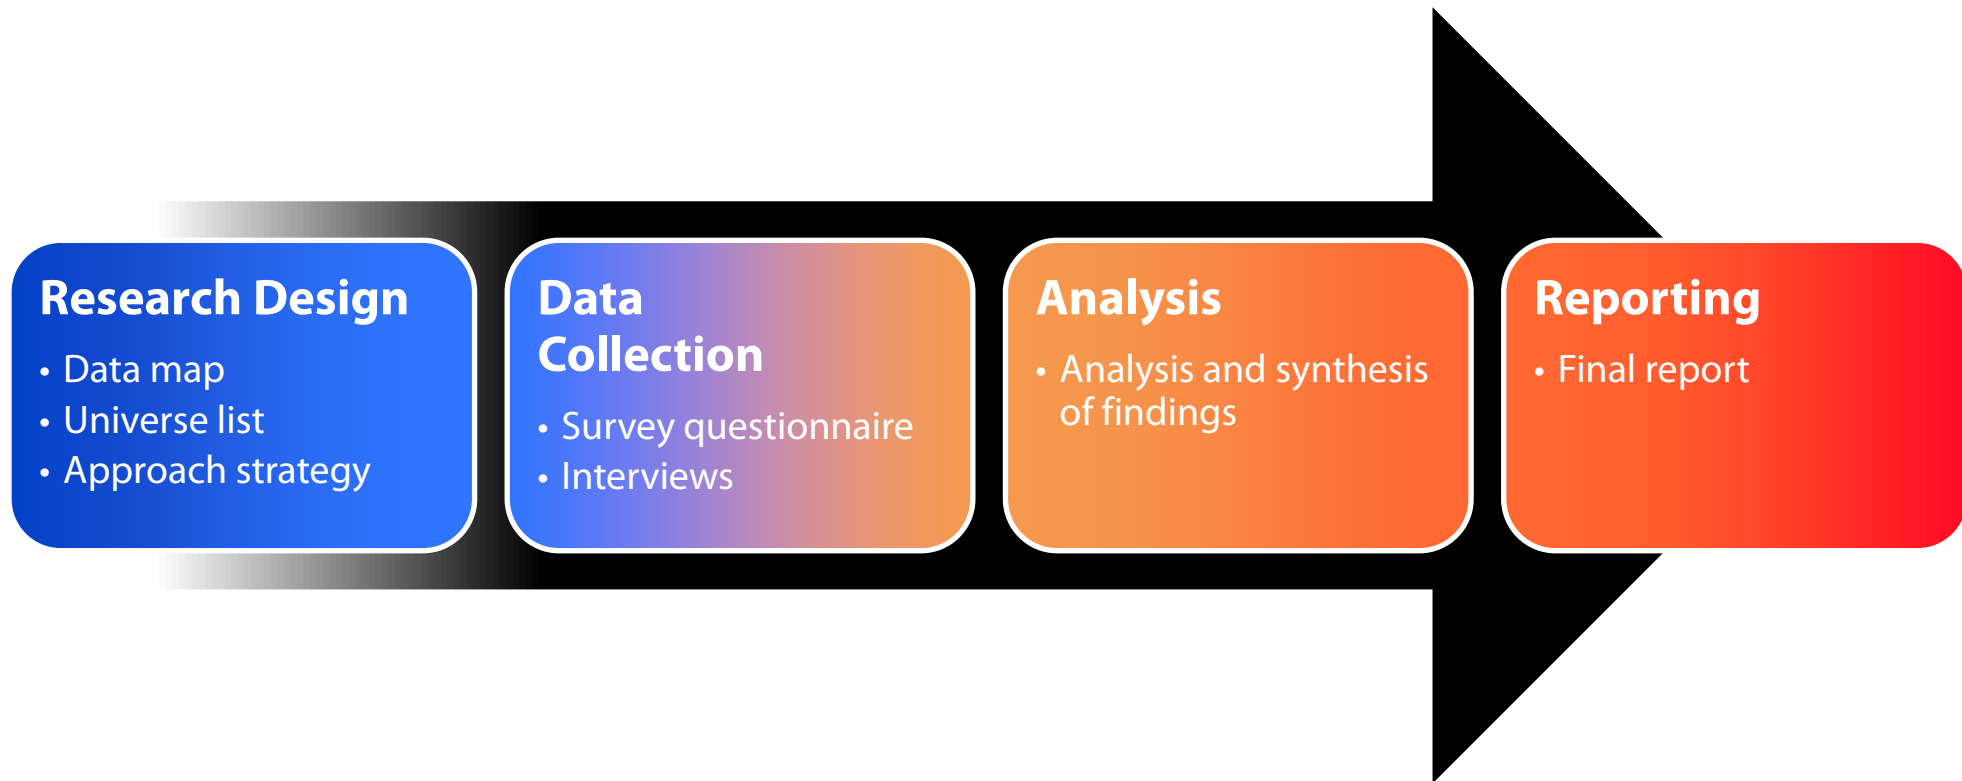 Research Design
• Data map
• Universe list
• Approach strategy
Data
Collection
• Survey questionnaire
• Interviews
Analysis
• Analysis and synthesis
of findings
Reporting
• Final report